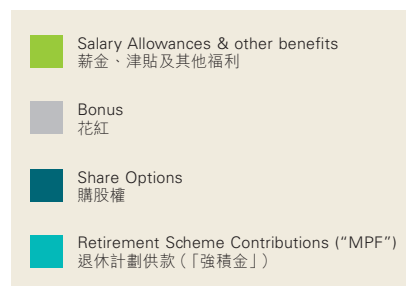 Salary Allowances & other benefits
薪金、津貼及其他福利
Bonus
花紅
Share Options
購股權
Retirement Scheme Contributions (“MPF”)
退休計劃供款(「強積金」)